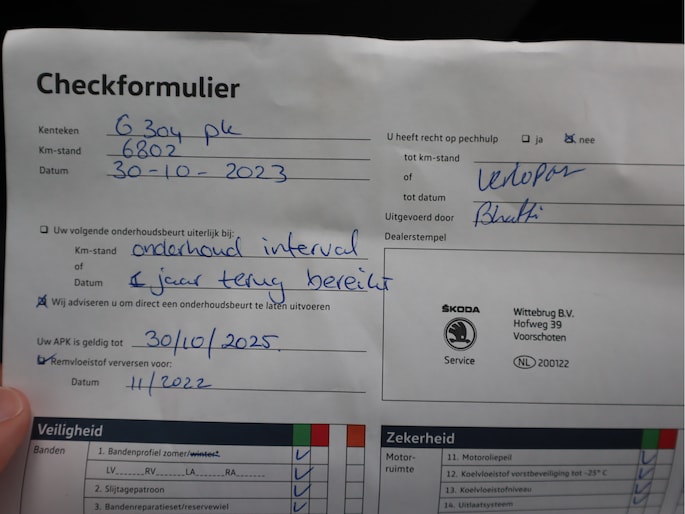 Checkformulier
Kenteken G 304 pk
Km-stand 6802
Datum 30-10-2023
U heeft recht op pechhulp ja nee
tot km-stand
of verlopen
tot datum
Uitgevoerd door Bhatti
Dealerstempel
Uw volgende onderhoudsbeurt uiterlijk bij:
Km-stand onderhoud interval
of
Datum 1 jaar terug bereikt
Wij adviseren u om direct een onderhoudsbeurt te laten uitvoeren
Uw APK is geldig tot 30/10/2025.
Remvloeistof verversen voor:
Datum 11/2022
ŠKODA
Service
Wittebrug B.V.
Hofweg 39
Voorschoten
NL 200122
Veiligheid
Banden 1. Bandenprofiel zomer/winter*
LV______RV______LA______RA______
2. Slijtagepatroon
3. Bandenreparatieset/reservewiel
Zekerheid
Motor-
ruimte
11. Motoroliepeil
12. Koelvloeistof vorstbeveiliging tot -25° C
13. Koelvloeistofniveau
14. Uitlaatsysteem